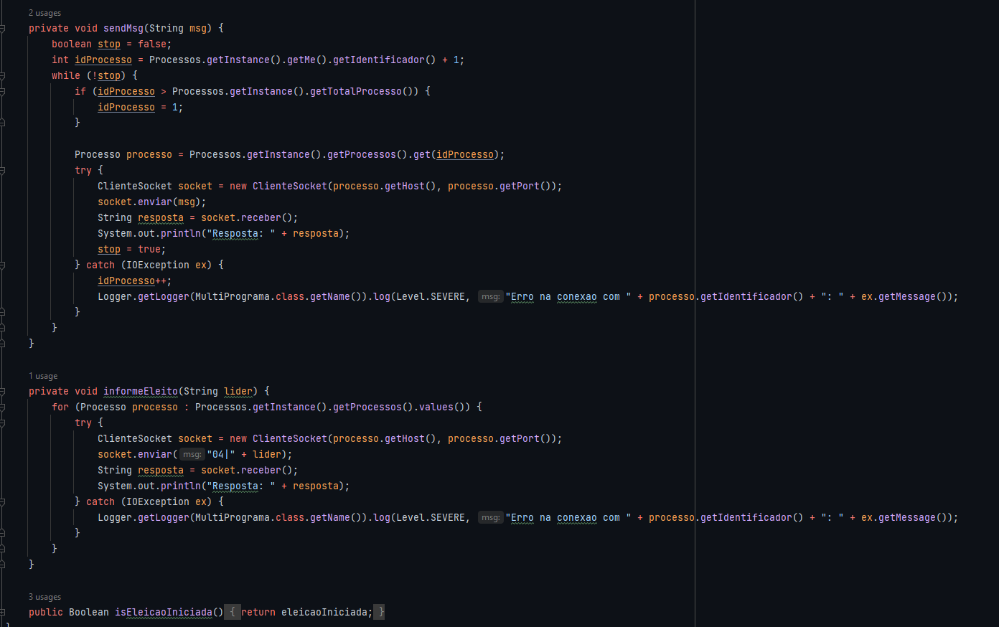 2 usages
private void sendMsg(String msg) {
boolean stop = false;
int idProcesso = Processos.getInstance().getMe().getIdentificador() + 1;
while (!stop) {
if (idProcesso > Processos.getInstance().getTotalProcesso()) {
idProcesso = 1;
}
Processo processo = Processos.getInstance().getProcessos().get(idProcesso);
try {
ClienteSocket socket = new ClienteSocket(processo.getHost(), processo.getPort());
socket.enviar(msg);
String resposta = socket.receber();
System.out.println("Resposta: " + resposta);
stop = true;
} catch (IOException ex) {
idProcesso++;
Logger.getLogger(MultiPrograma.class.getName()).log(Level.SEVERE, msg: "Erro na conexao com " + processo.getIdentificador() + ": " + ex.getMessage());
}
}
}
1 usage
private void informeEleito(String lider) {
for (Processo processo : Processos.getInstance().getProcessos().values()) {
try {
ClienteSocket socket = new ClienteSocket(processo.getHost(), processo.getPort());
socket.enviar( msg: "04|" + lider);
String resposta = socket.receber();
System.out.println("Resposta: " + resposta);
} catch (IOException ex) {
Logger.getLogger(MultiPrograma.class.getName()).log(Level.SEVERE, msg: "Erro na conexao com " + processo.getIdentificador() + ": " + ex.getMessage());
}
}
}
3 usages
public Boolean isEleicaoIniciada() { return eleicaoIniciada; }
}